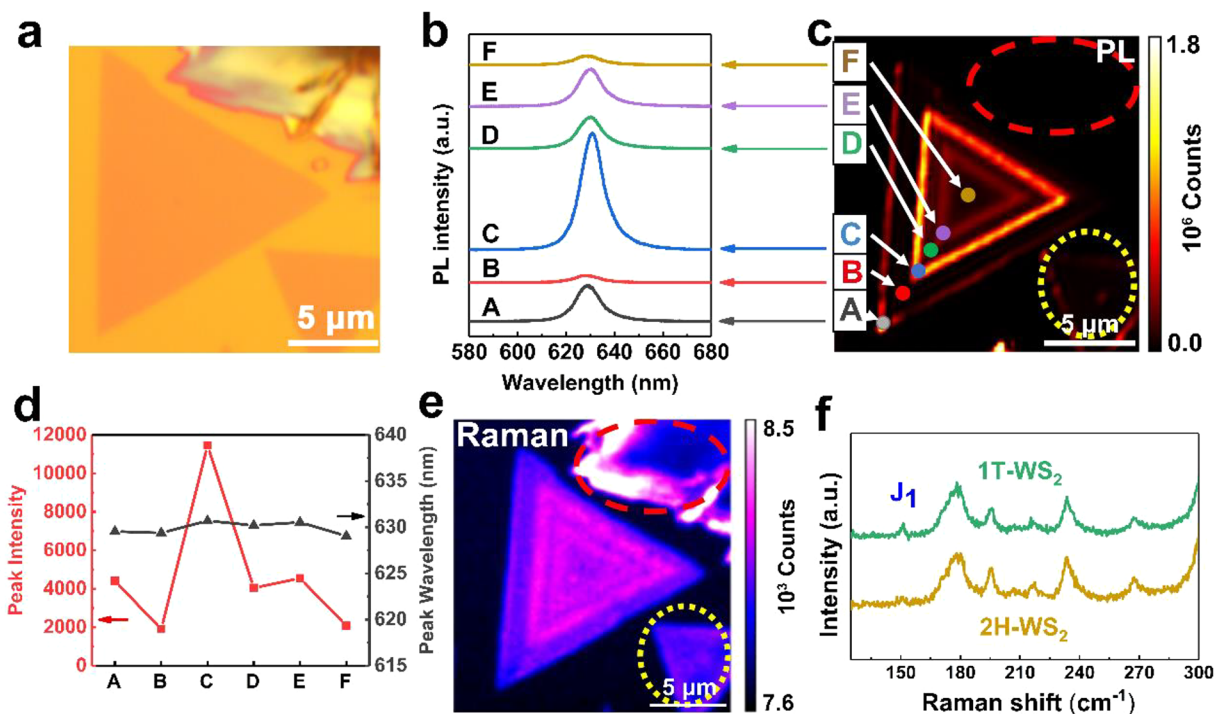 a
5 μm
b
F
E
D
C
B
A
PL intensity (a.u.)
580 600 620 640 660 680
Wavelength (nm)
c
PL
F
E
D
C
B
A
5 μm
1.8
10⁶ Counts
0.0
d
12000
10000
8000
6000
4000
2000
0
Peak Intensity
A B C D E F
640
635
630
625
620
615
Peak Wavelength (nm)
e
Raman
5 μm
8.5
10³ Counts
7.6
f
1T-WS₂
J₁
2H-WS₂
Intensity (a.u.)
150 180 210 240 270 300
Raman shift (cm⁻¹)